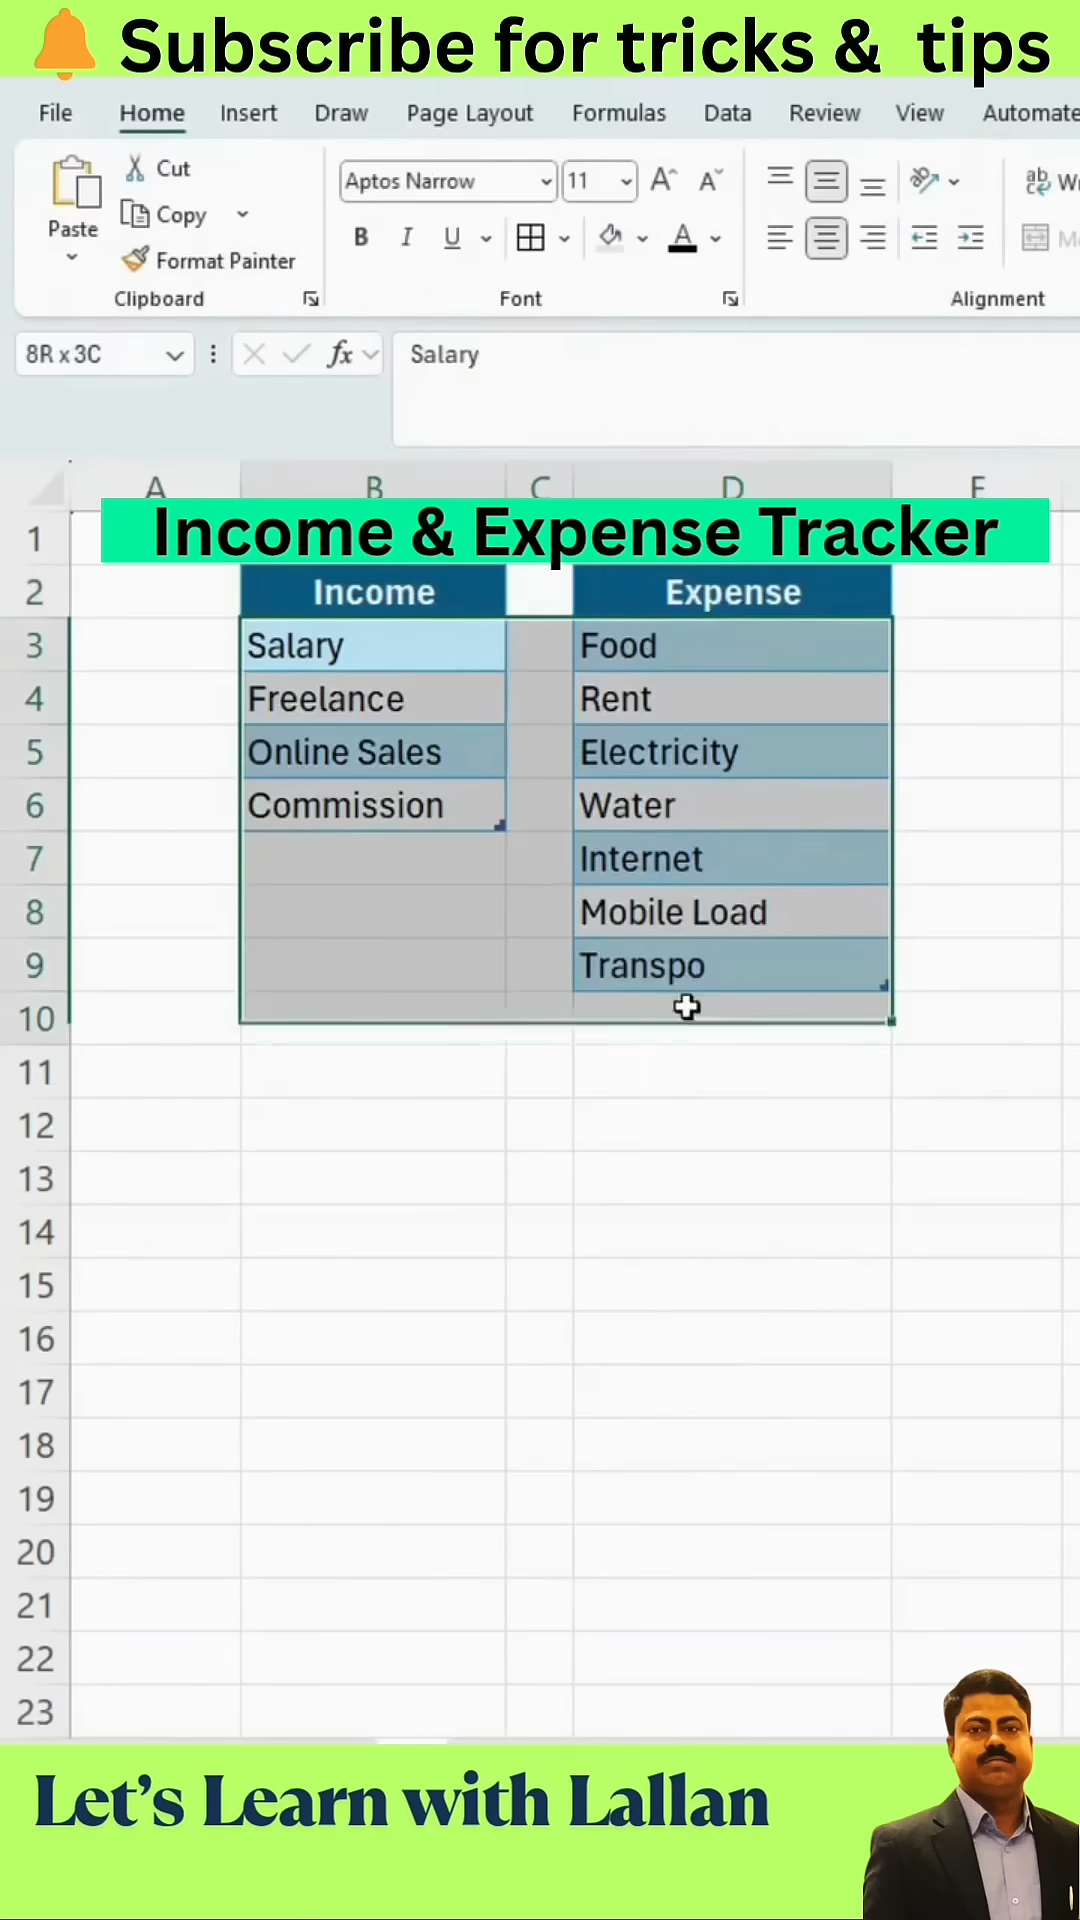 Subscribe for tricks & tips
File Home Insert Draw Page Layout Formulas Data Review View Automate
Paste
Cut
Copy
Format Painter
Clipboard
Aptos Narrow 11
B I U
Font
Alignment
8R x 3C
fx
Salary
A B C D
Income & Expense Tracker
1
2 Income Expense
3 Salary Food
4 Freelance Rent
5 Online Sales Electricity
6 Commission Water
7 Internet
8 Mobile Load
9 Transpo
10
11
12
13
14
15
16
17
18
19
20
21
22
23
Let's Learn with Lallan